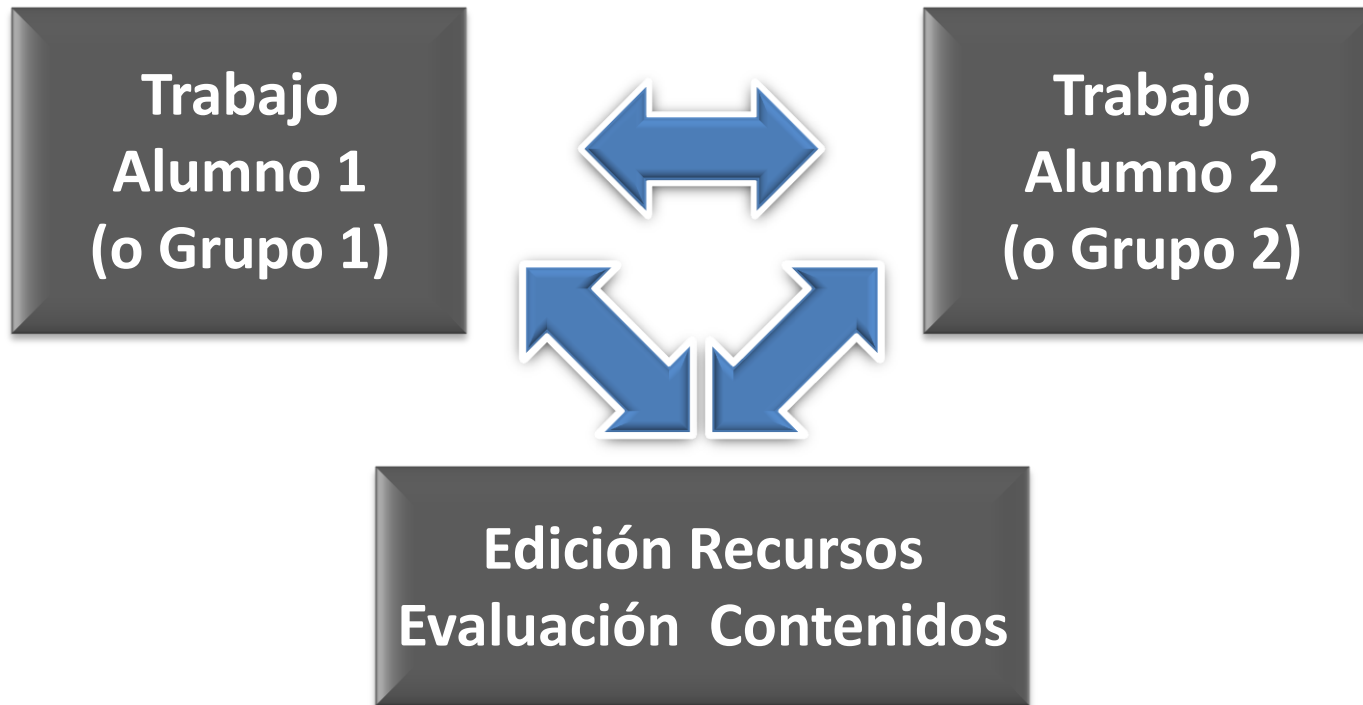 Trabajo
Alumno 1
(o Grupo 1)
Trabajo
Alumno 2
(o Grupo 2)
Edición Recursos
Evaluación  Contenidos